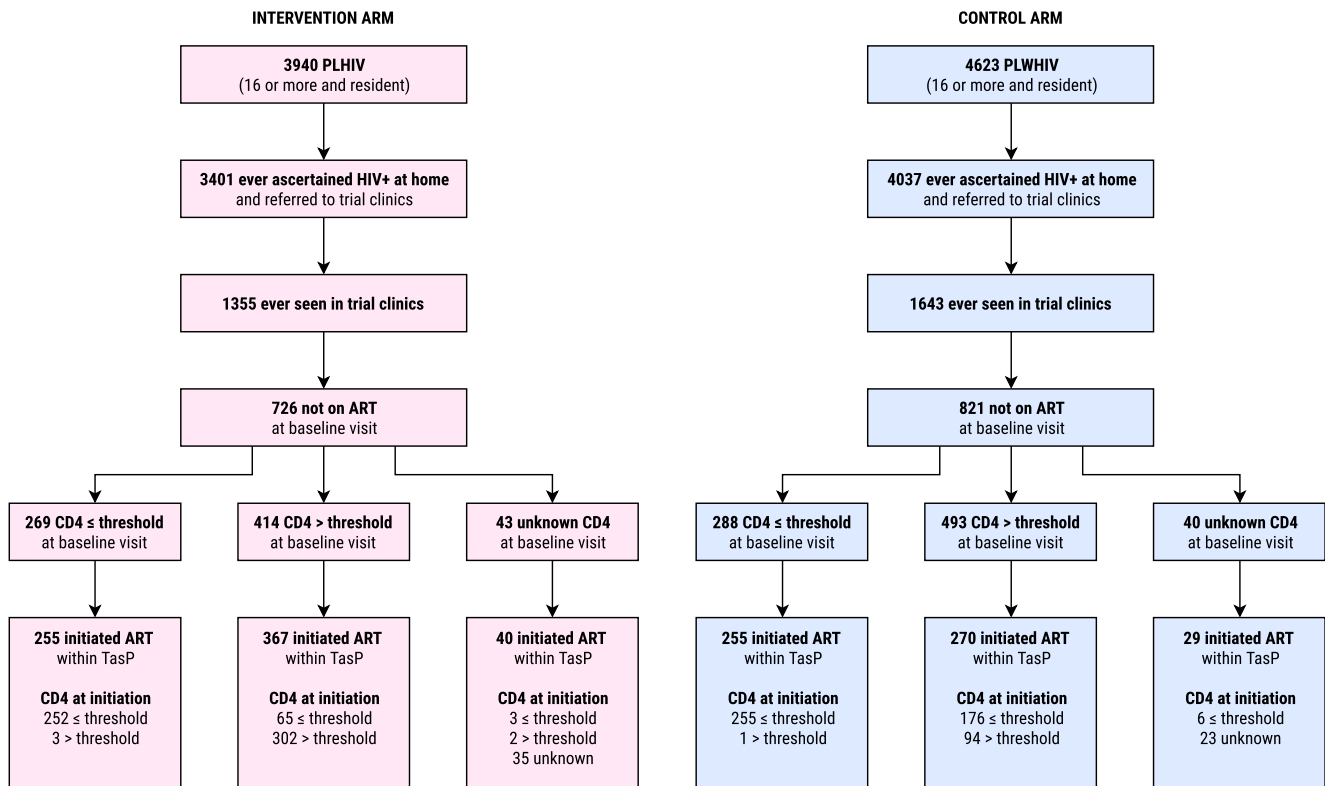 INTERVENTION ARM
3940 PLHIV
(16 or more and resident)
3401 ever ascertained HIV+ at home
and referred to trial clinics
1355 ever seen in trial clinics
726 not on ART
at baseline visit
269 CD4 ≤ threshold
at baseline visit
414 CD4 > threshold
at baseline visit
43 unknown CD4
at baseline visit
255 initiated ART
within TasP
CD4 at initiation
252 ≤ threshold
3 > threshold
367 initiated ART
within TasP
CD4 at initiation
65 ≤ threshold
302 > threshold
40 initiated ART
within TasP
CD4 at initiation
3 ≤ threshold
2 > threshold
35 unknown
CONTROL ARM
4623 PLWHIV
(16 or more and resident)
4037 ever ascertained HIV+ at home
and referred to trial clinics
1643 ever seen in trial clinics
821 not on ART
at baseline visit
288 CD4 ≤ threshold
at baseline visit
493 CD4 > threshold
at baseline visit
40 unknown CD4
at baseline visit
255 initiated ART
within TasP
CD4 at initiation
255 ≤ threshold
1 > threshold
270 initiated ART
within TasP
CD4 at initiation
176 ≤ threshold
94 > threshold
29 initiated ART
within TasP
CD4 at initiation
6 ≤ threshold
23 unknown